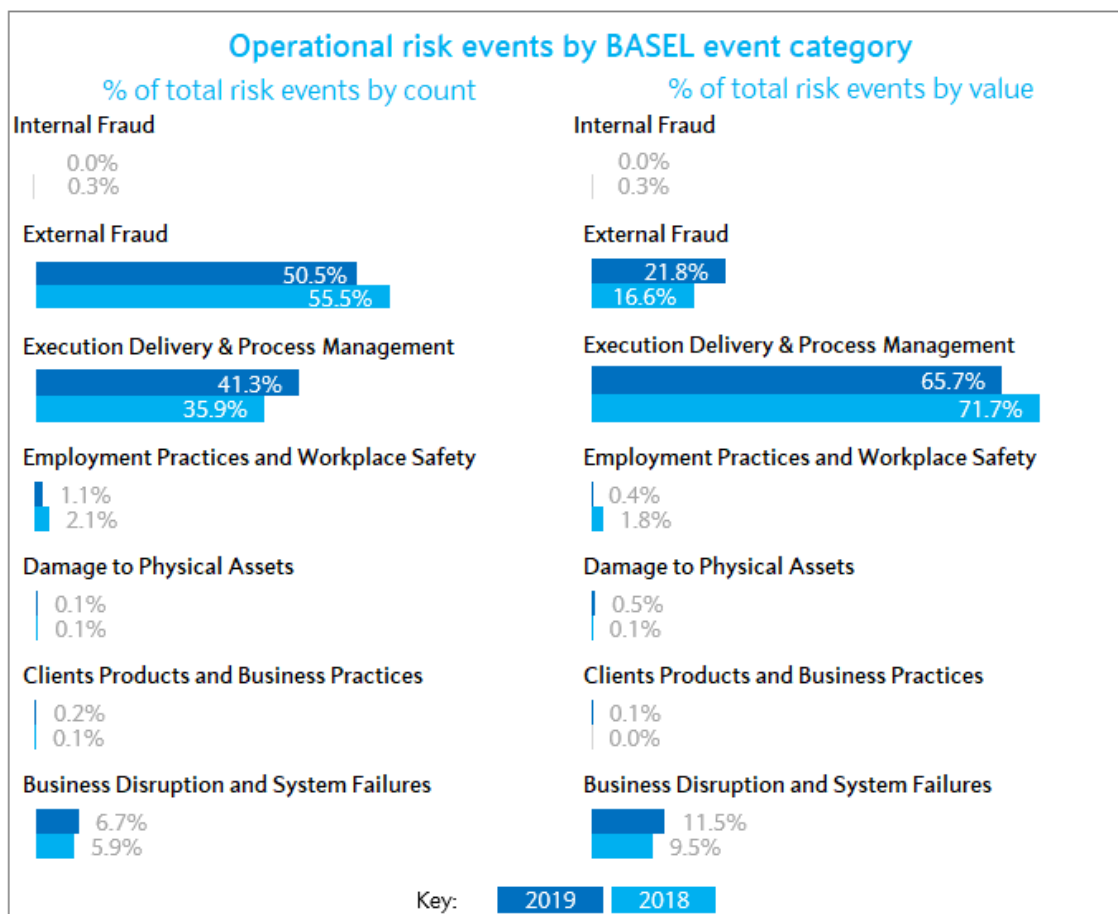 Operational risk events by BASEL event category
% of total risk events by count
Internal Fraud
0.0%
0.3%
External Fraud
50.5%
55.5%
Execution Delivery & Process Management
41.3%
35.9%
Employment Practices and Workplace Safety
1.1%
2.1%
Damage to Physical Assets
0.1%
0.1%
Clients Products and Business Practices
0.2%
0.1%
Business Disruption and System Failures
6.7%
5.9%
% of total risk events by value
Internal Fraud
0.0%
0.3%
External Fraud
21.8%
16.6%
Execution Delivery & Process Management
65.7%
71.7%
Employment Practices and Workplace Safety
0.4%
1.8%
Damage to Physical Assets
0.5%
0.1%
Clients Products and Business Practices
0.1%
0.0%
Business Disruption and System Failures
11.5%
9.5%
Key: 2019 2018